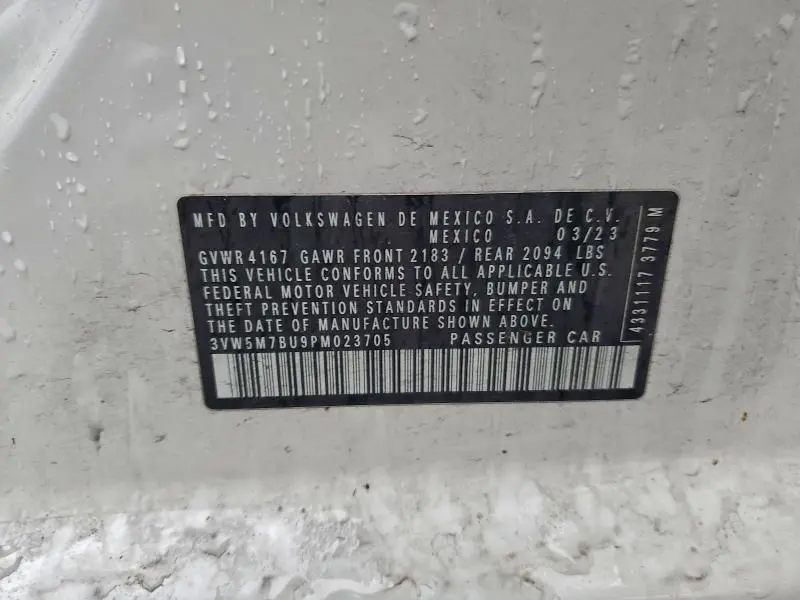 MFD BY VOLKSWAGEN DE MEXICO S.A. DE C.V.
MEXICO 03/23
GVWR 4167 GAWR FRONT 2183 / REAR 2094 LBS
THIS VEHICLE CONFORMS TO ALL APPLICABLE U.S.
FEDERAL MOTOR VEHICLE SAFETY, BUMPER AND
THEFT PREVENTION STANDARDS IN EFFECT ON
THE DATE OF MANUFACTURE SHOWN ABOVE.
3VW5M7BU9PM023705 PASSENGER CAR
4331117 3779 M